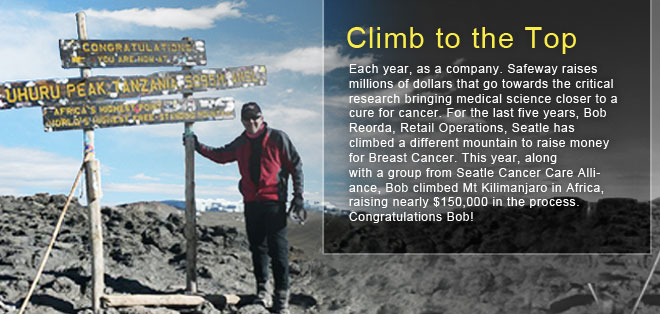 CONGRATULATIONS
YOU ARE NOW AT
UHURU PEAK TANZANIA 5895M AMSL
AFRICA'S HIGHEST POINT
WORLD'S HIGHEST FREE STANDING MOUNTAIN
Climb to the Top
Each year, as a company. Safeway raises
millions of dollars that go towards the critical
research bringing medical science closer to a
cure for cancer. For the last five years, Bob
Reorda, Retail Operations, Seatle has
climbed a different mountain to raise money
for Breast Cancer. This year, along
with a group from Seatle Cancer Care Alli-
ance, Bob climbed Mt Kilimanjaro in Africa,
raising nearly $150,000 in the process.
Congratulations Bob!